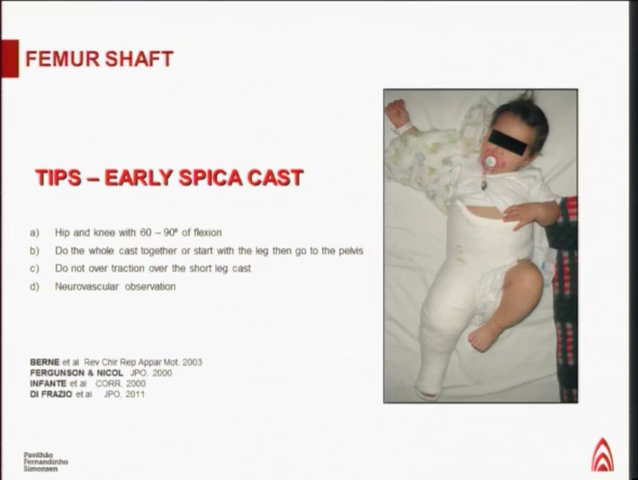 FEMUR SHAFT
TIPS – EARLY SPICA CAST
a) Hip and knee with 60 – 90º of flexion
b) Do the whole cast together or start with the leg then go to the pelvis
c) Do not over traction over the short leg cast
d) Neurovascular observation
BERNE et al Rev Chir Rep Appar Mot. 2003
FERGUNSON & NICOL JPO. 2000
INFANTE et al CORR. 2000
DI FRAZIO et al JPO. 2011
Pavilhão
Fernandinho
Simonsen